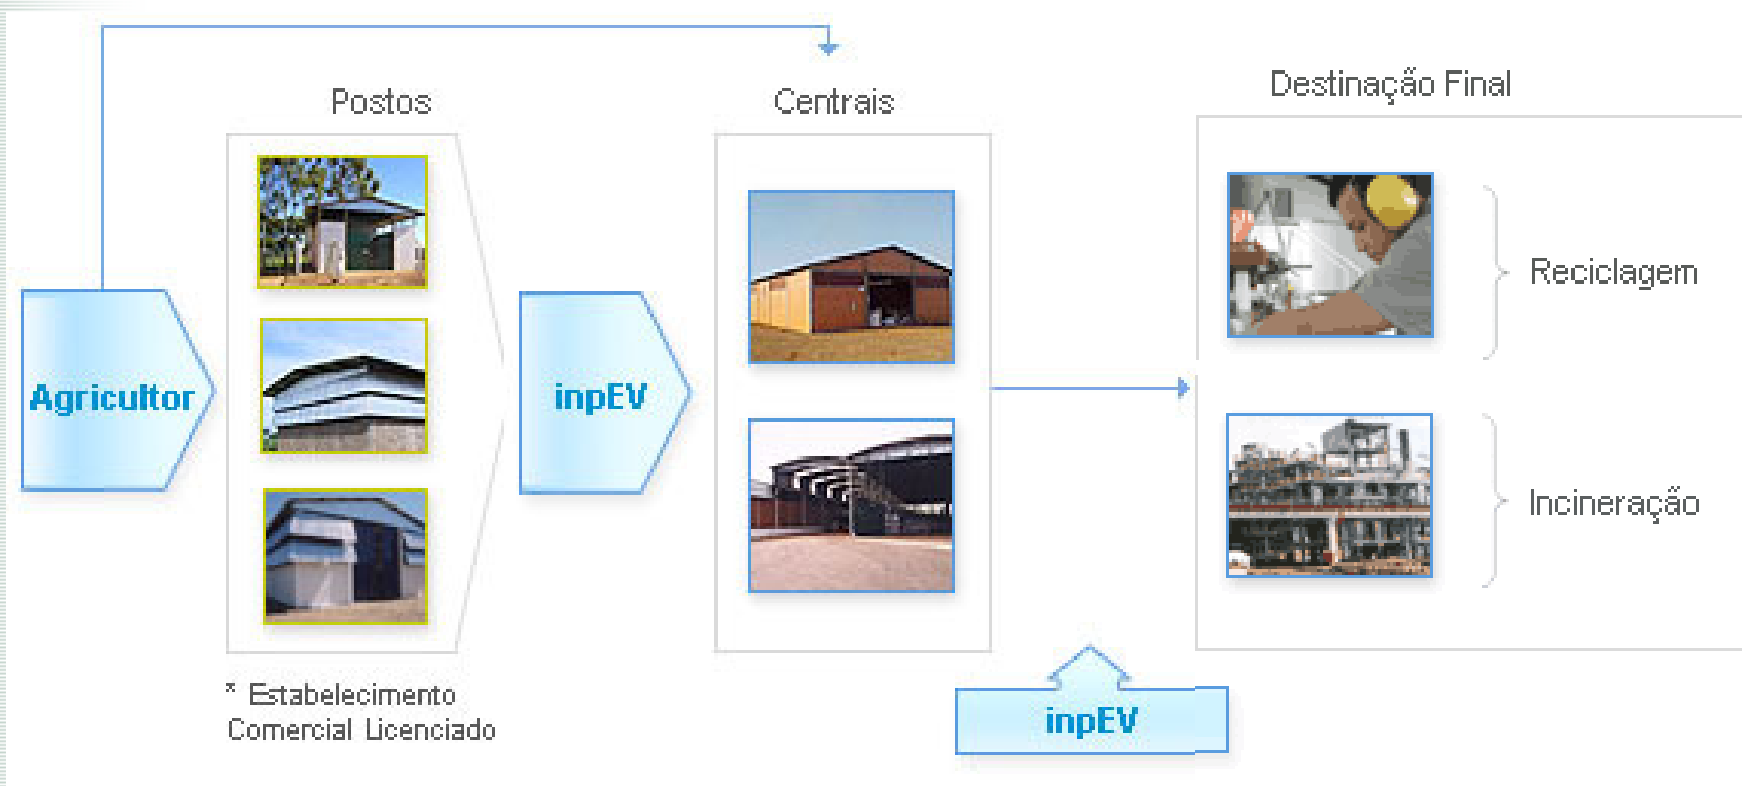 Postos
Centrais
Destinação Final
Agricultor
inpEV
Reciclagem
Incineração
* Estabelecimento
Comercial Licenciado
inpEV